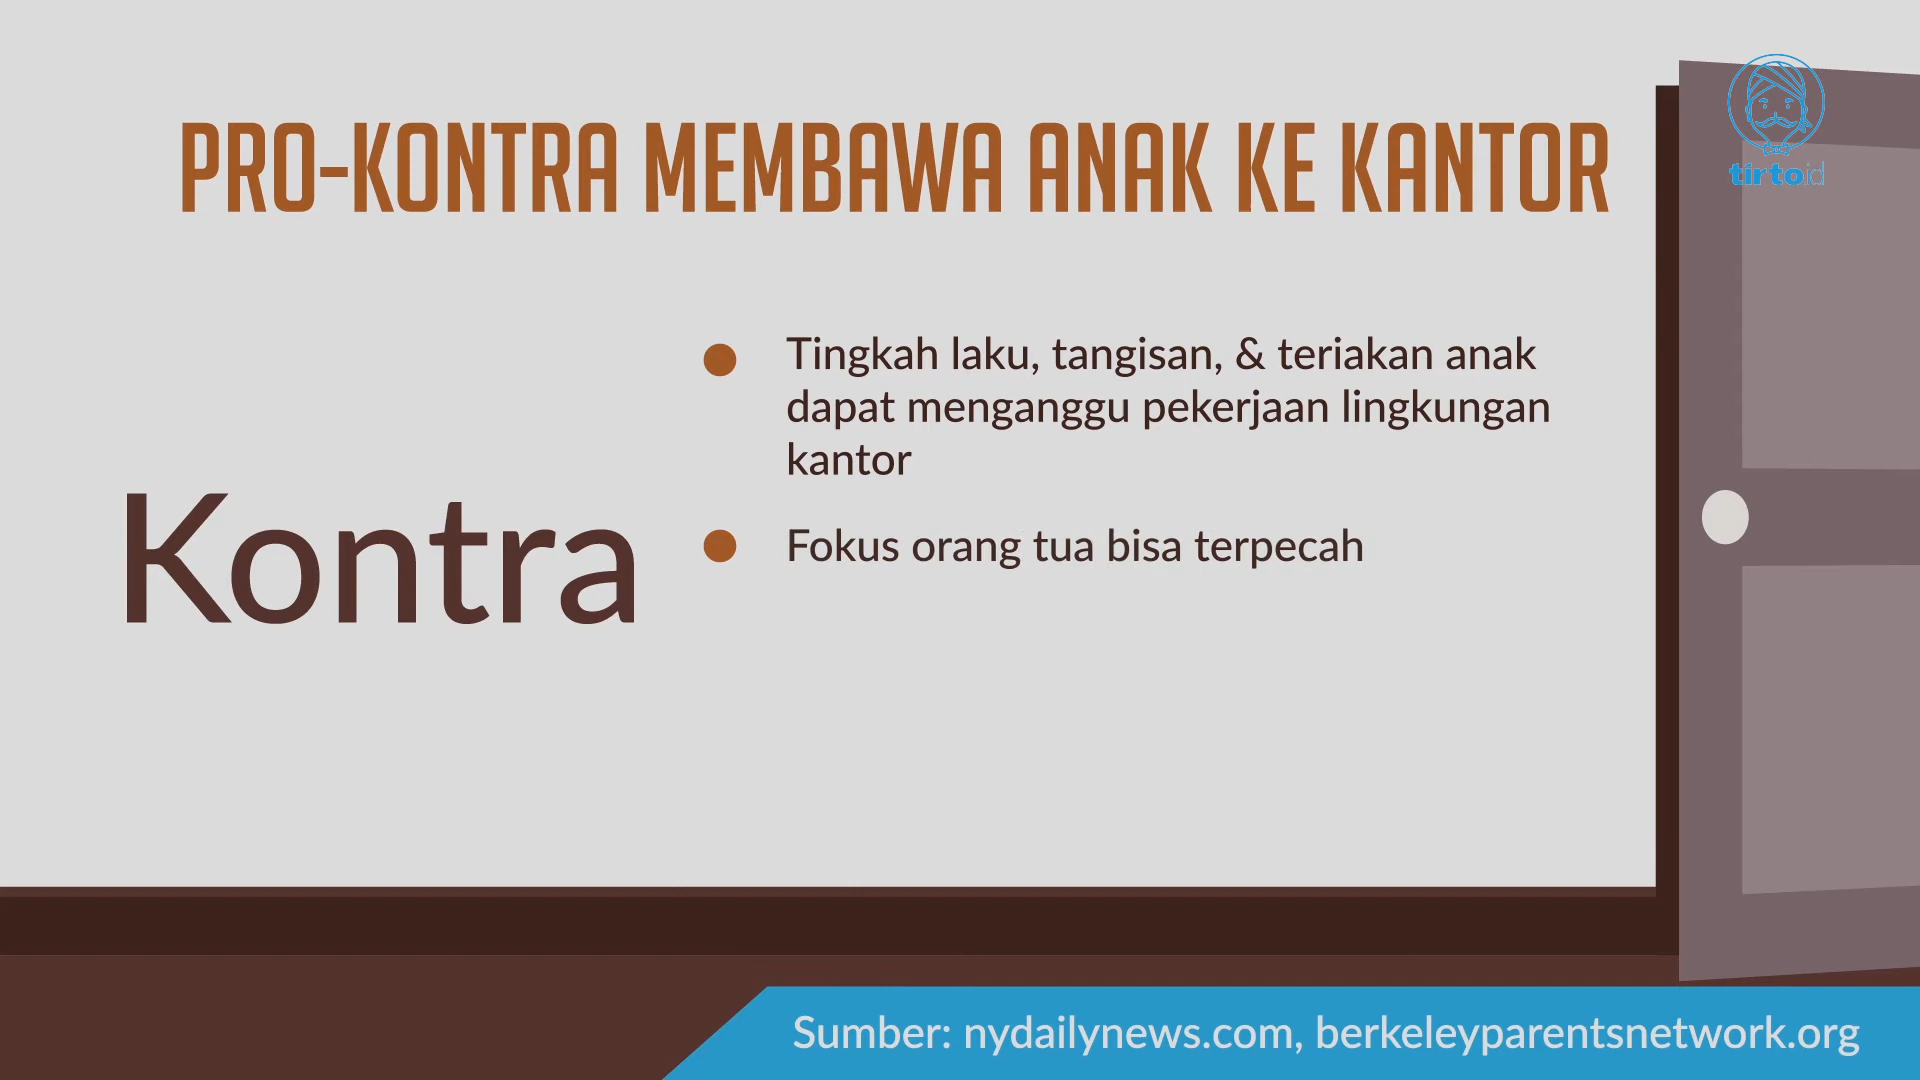 PRO-KONTRA MEMBAWA ANAK KE KANTOR
tirto.id
Kontra
Tingkah laku, tangisan, & teriakan anak
dapat menganggu pekerjaan lingkungan
kantor
Fokus orang tua bisa terpecah
Sumber: nydailynews.com, berkeleyparentsnetwork.org